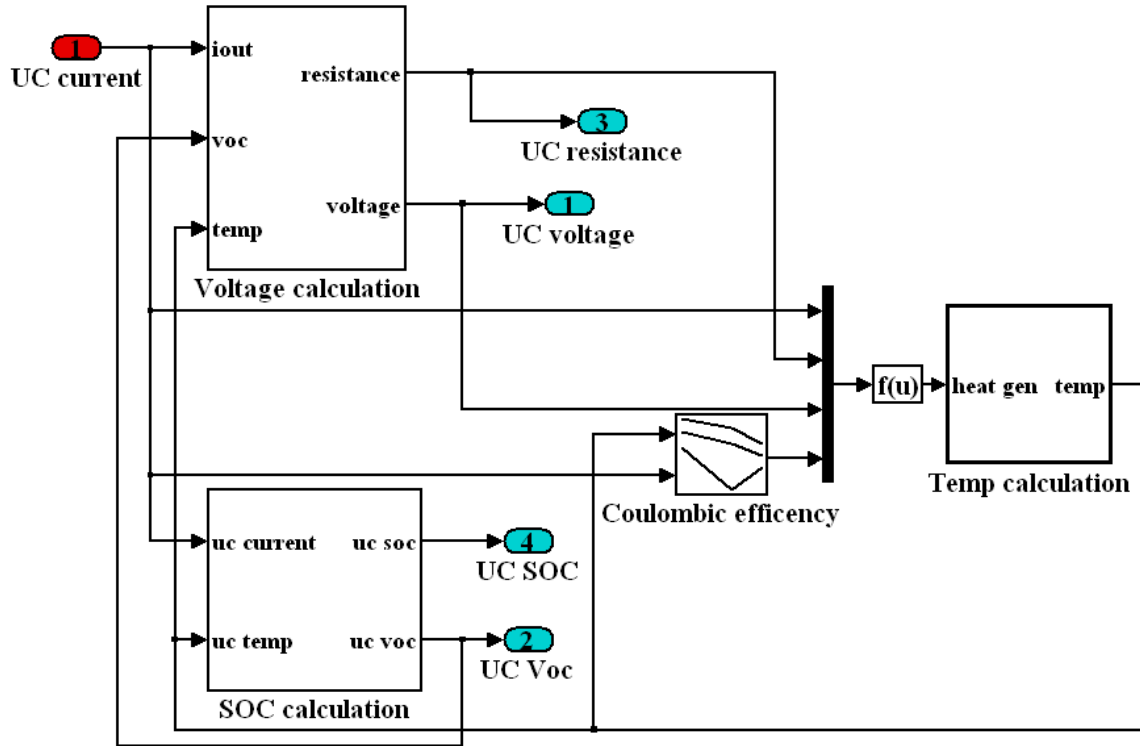 1
UC current
iout
resistance
3
UC resistance
voc
voltage
1
UC voltage
temp
Voltage calculation
f(u)
heat gen temp
Temp calculation
Coulombic efficency
uc current
uc soc
4
UC SOC
uc temp
uc voc
2
UC Voc
SOC calculation